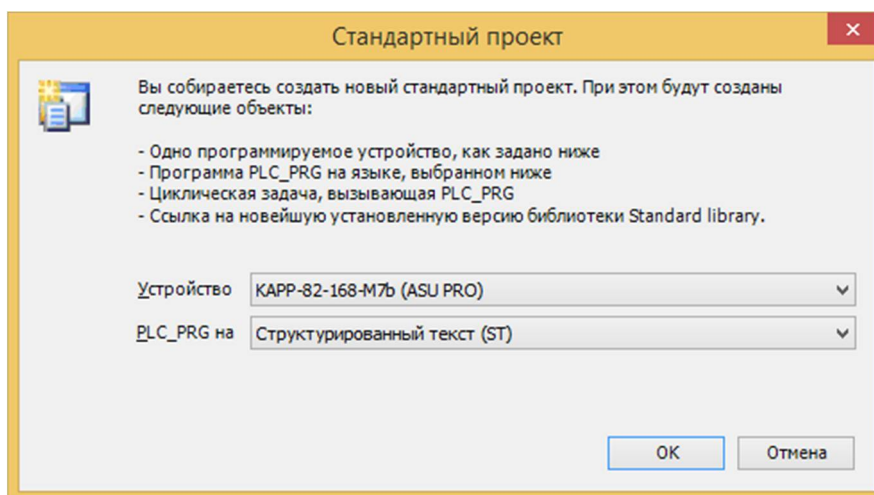 Стандартный проект
Вы собираетесь создать новый стандартный проект. При этом будут созданы
следующие объекты:
- Одно программируемое устройство, как задано ниже
- Программа PLC_PRG на языке, выбранном ниже
- Циклическая задача, вызывающая PLC_PRG
- Ссылка на новейшую установленную версию библиотеки Standard library.
Устройство KAPP-82-168-M7b (ASU PRO)
PLC_PRG на Структурированный текст (ST)
OK Отмена